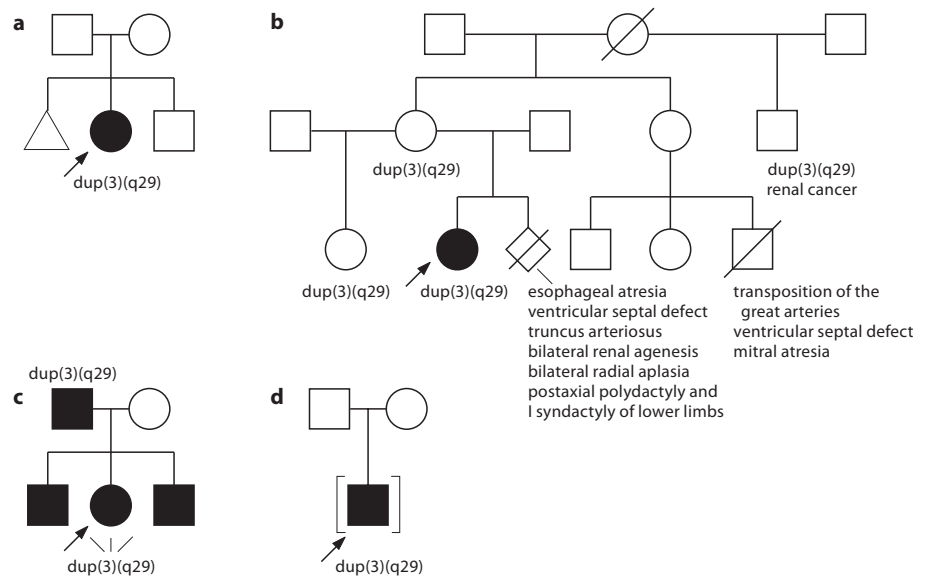 a
b
dup(3)(q29)
dup(3)(q29)
dup(3)(q29)
renal cancer
dup(3)(q29)
dup(3)(q29)
esophageal atresia
ventricular septal defect
truncus arteriosus
bilateral renal agenesis
bilateral radial aplasia
postaxial polydactyly and
I syndactyly of lower limbs
transposition of the
great arteries
ventricular septal defect
mitral atresia
dup(3)(q29)
c
d
dup(3)(q29)
dup(3)(q29)